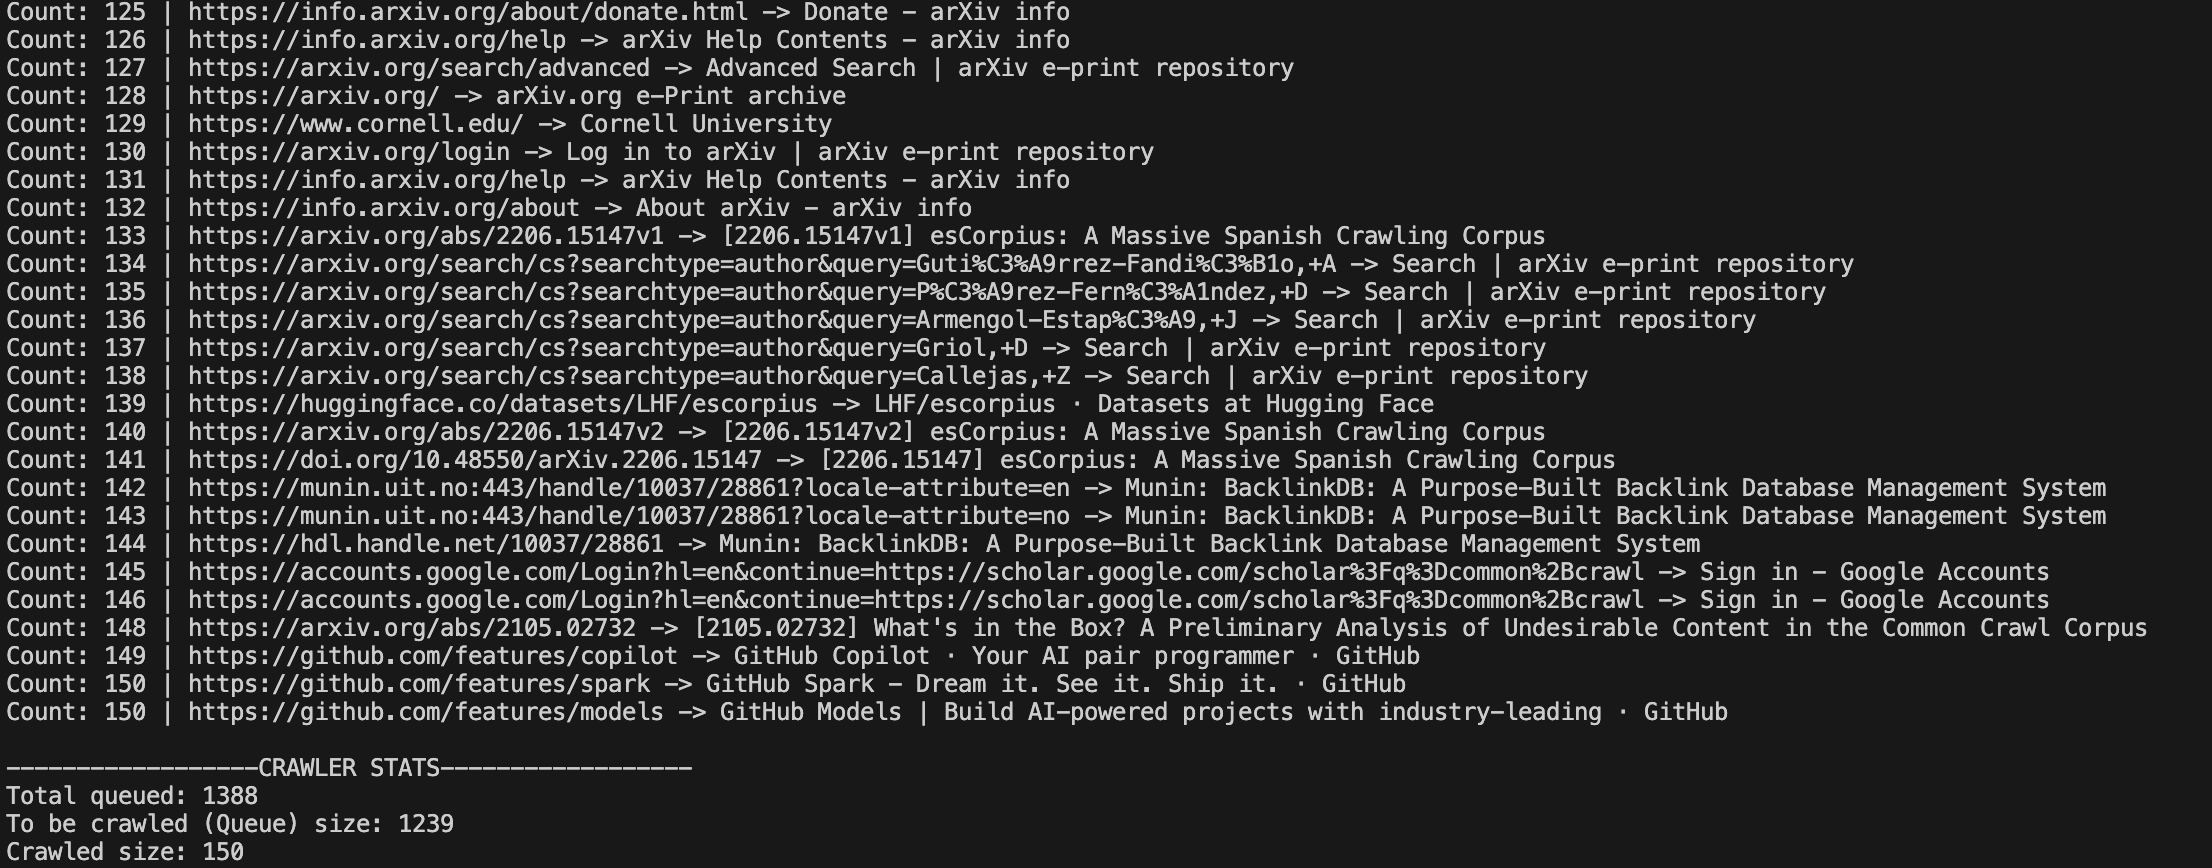 Count: 125 | https://info.arxiv.org/about/donate.html -> Donate - arXiv info
Count: 126 | https://info.arxiv.org/help -> arXiv Help Contents - arXiv info
Count: 127 | https://arxiv.org/search/advanced -> Advanced Search | arXiv e-print repository
Count: 128 | https://arxiv.org/ -> arXiv.org e-Print archive
Count: 129 | https://www.cornell.edu/ -> Cornell University
Count: 130 | https://arxiv.org/login -> Log in to arXiv | arXiv e-print repository
Count: 131 | https://info.arxiv.org/help -> arXiv Help Contents - arXiv info
Count: 132 | https://info.arxiv.org/about -> About arXiv - arXiv info
Count: 133 | https://arxiv.org/abs/2206.15147v1 -> [2206.15147v1] esCorpius: A Massive Spanish Crawling Corpus
Count: 134 | https://arxiv.org/search/cs?searchtype=author&query=Guti%C3%A9rrez-Fandi%C3%B1o,+A -> Search | arXiv e-print repository
Count: 135 | https://arxiv.org/search/cs?searchtype=author&query=P%C3%A9rez-Fern%C3%A1ndez,+D -> Search | arXiv e-print repository
Count: 136 | https://arxiv.org/search/cs?searchtype=author&query=Armengol-Estap%C3%A9,+J -> Search | arXiv e-print repository
Count: 137 | https://arxiv.org/search/cs?searchtype=author&query=Griol,+D -> Search | arXiv e-print repository
Count: 138 | https://arxiv.org/search/cs?searchtype=author&query=Callejas,+Z -> Search | arXiv e-print repository
Count: 139 | https://huggingface.co/datasets/LHF/escorpius -> LHF/escorpius · Datasets at Hugging Face
Count: 140 | https://arxiv.org/abs/2206.15147v2 -> [2206.15147v2] esCorpius: A Massive Spanish Crawling Corpus
Count: 141 | https://doi.org/10.48550/arXiv.2206.15147 -> [2206.15147] esCorpius: A Massive Spanish Crawling Corpus
Count: 142 | https://munin.uit.no:443/handle/10037/28861?locale-attribute=en -> Munin: BacklinkDB: A Purpose-Built Backlink Database Management System
Count: 143 | https://munin.uit.no:443/handle/10037/28861?locale-attribute=no -> Munin: BacklinkDB: A Purpose-Built Backlink Database Management System
Count: 144 | https://hdl.handle.net/10037/28861 -> Munin: BacklinkDB: A Purpose-Built Backlink Database Management System
Count: 145 | https://accounts.google.com/Login?hl=en&continue=https://scholar.google.com/scholar%3Fq%3Dcommon%2Bcrawl -> Sign in - Google Accounts
Count: 146 | https://accounts.google.com/Login?hl=en&continue=https://scholar.google.com/scholar%3Fq%3Dcommon%2Bcrawl -> Sign in - Google Accounts
Count: 148 | https://arxiv.org/abs/2105.02732 -> [2105.02732] What's in the Box? A Preliminary Analysis of Undesirable Content in the Common Crawl Corpus
Count: 149 | https://github.com/features/copilot -> GitHub Copilot · Your AI pair programmer · GitHub
Count: 150 | https://github.com/features/spark -> GitHub Spark - Dream it. See it. Ship it. · GitHub
Count: 150 | https://github.com/features/models -> GitHub Models | Build AI-powered projects with industry-leading · GitHub
------------------CRAWLER STATS------------------
Total queued: 1388
To be crawled (Queue) size: 1239
Crawled size: 150